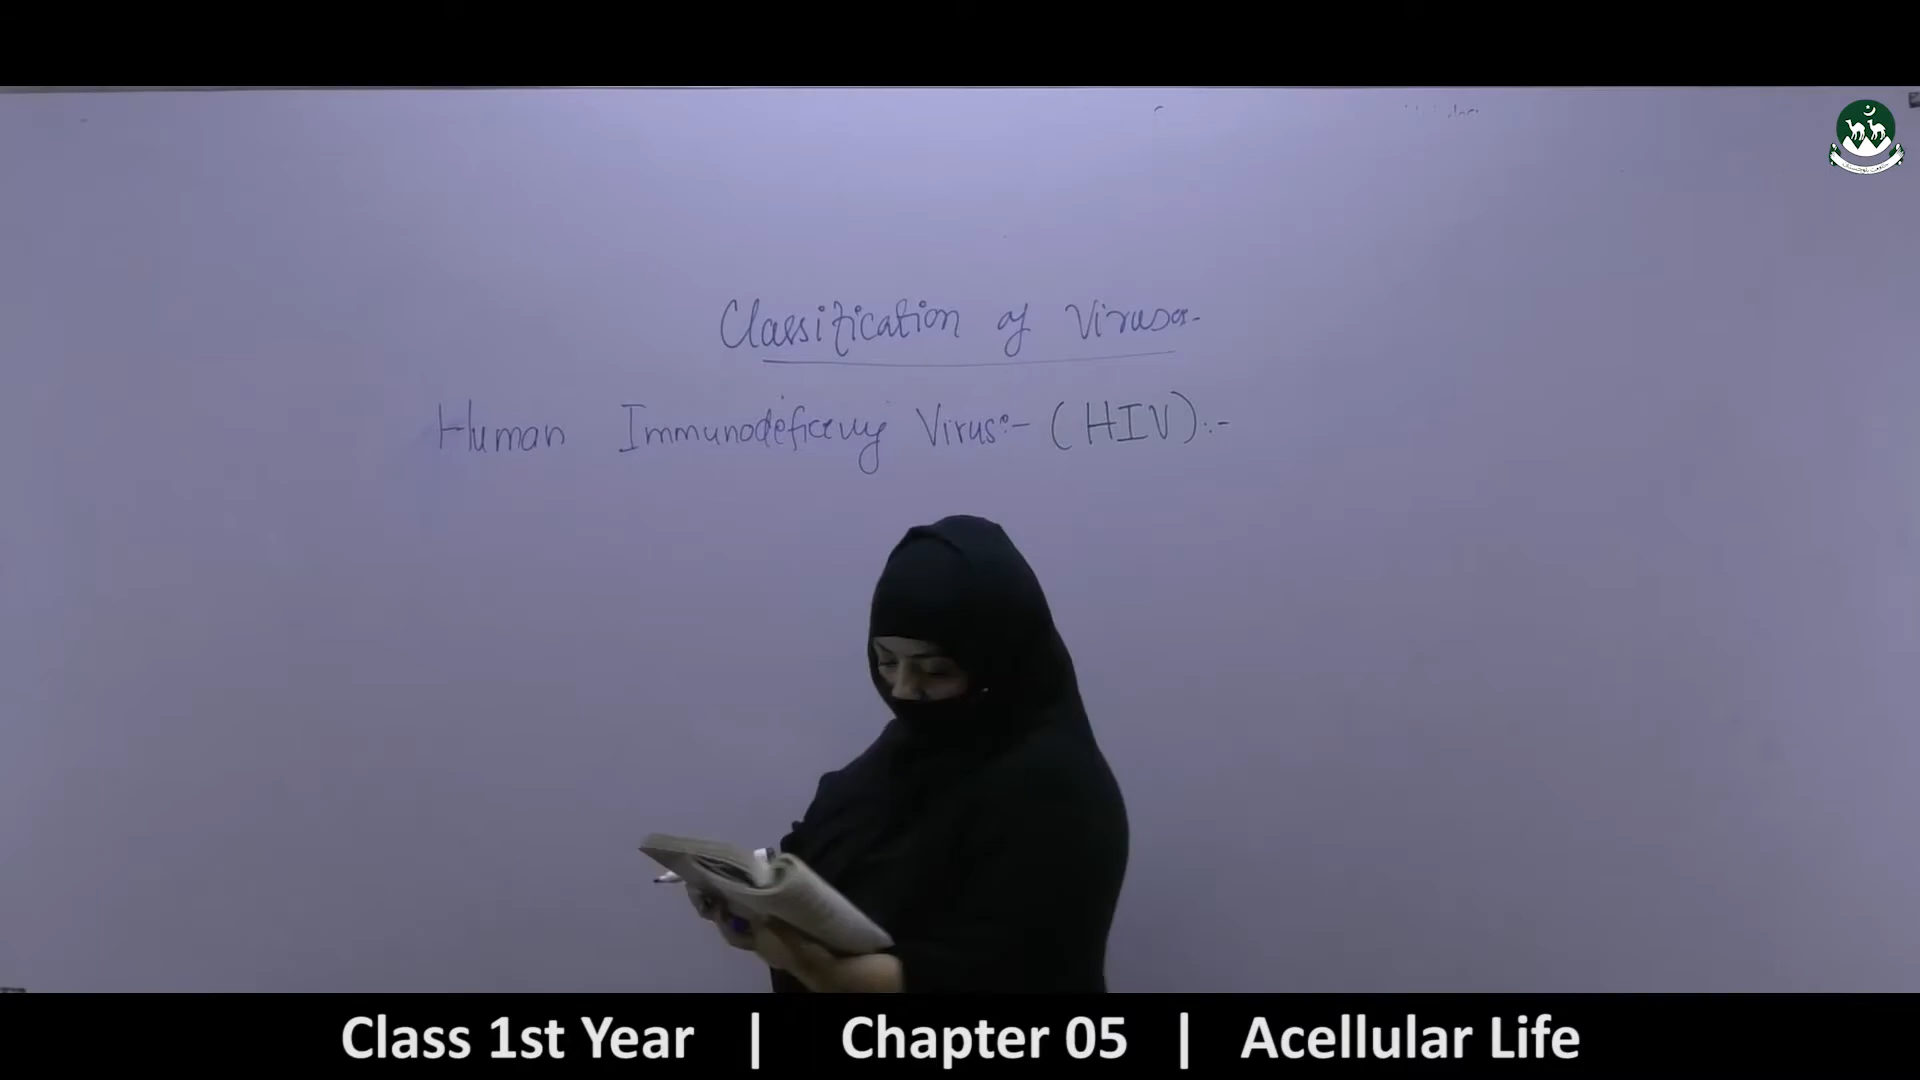 Classification of Viruses-
Human Immunodeficiency Virus:- (HIV):-
Class 1st Year | Chapter 05 | Acellular Life